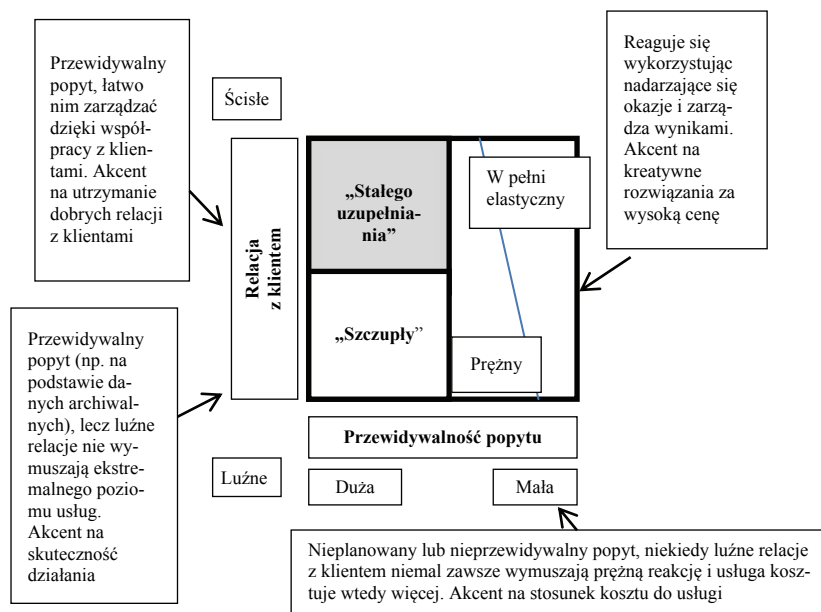 Przewidywalny
popyt, łatwo
nim zarządzać
dzięki współ-
pracy z klien-
tami. Akcent
na utrzymanie
dobrych relacji
z klientami
Ścisłe
Reaguje się
wykorzystując
nadarzające się
okazje i zarzą-
dza wynikami.
Akcent na
kreatywne
rozwiązania za
wysoką cenę
Relacja
z klientem
„Stałego
uzupełnia-
nia”
W pełni
elastyczny
„Szczupły”
Prężny
Przewidywalny
popyt (np. na
podstawie da-
nych archiwal-
nych), lecz luźne
relacje nie wy-
muszają ekstre-
malnego pozio-
mu usług.
Akcent na
skuteczność
działania
Przewidywalność popytu
Luźne
Duża
Mała
Nieplanowany lub nieprzewidywalny popyt, niekiedy luźne relacje
z klientem niemal zawsze wymuszają prężną reakcję i usługa kosz-
tuje wtedy więcej. Akcent na stosunek kosztu do usługi